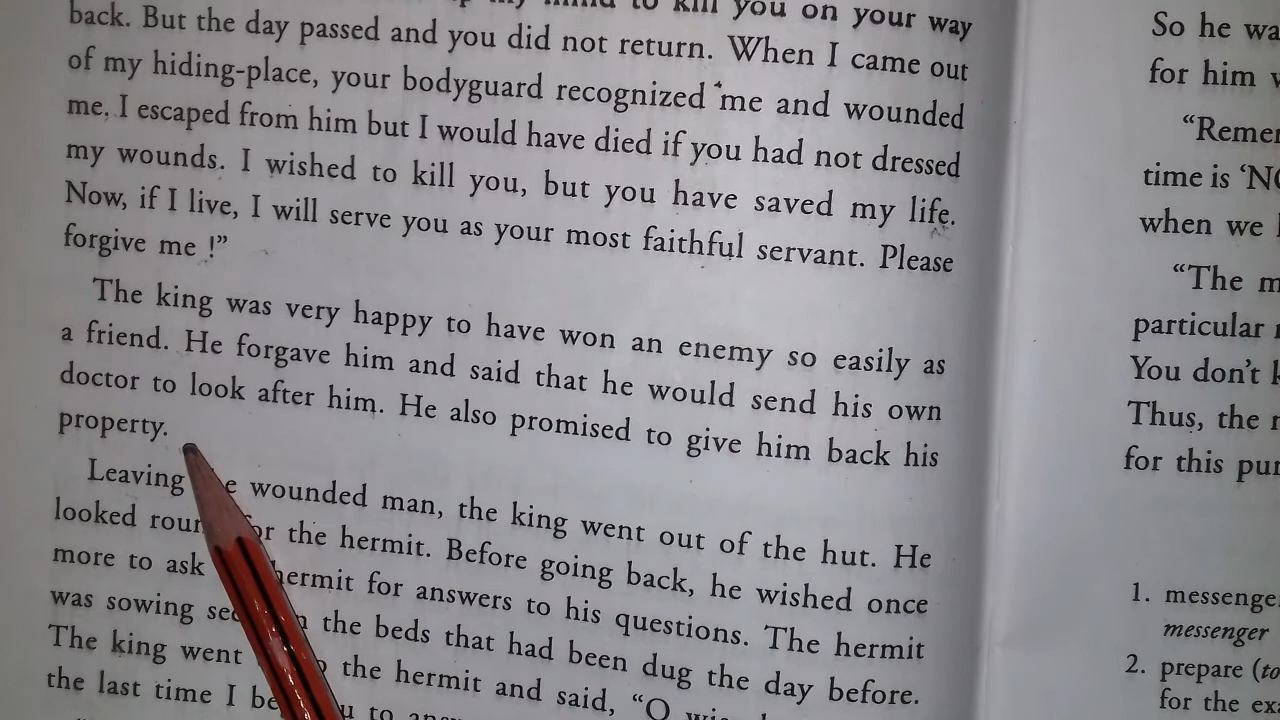 to kill you on your way
back. But the day passed and you did not return. When I came out
of my hiding-place, your bodyguard recognized me and wounded
me, I escaped from him but I would have died if you had not dressed
my wounds. I wished to kill you, but you have saved my life.
Now, if I live, I will serve you as your most faithful servant. Please
forgive me !”
The king was very happy to have won an enemy so easily as
a friend. He forgave him and said that he would send his own
doctor to look after him. He also promised to give him back his
property.
Leaving wounded man, the king went out of the hut. He
looked for the hermit. Before going back, he wished once
more to ask hermit for answers to his questions. The hermit
was sowing the beds that had been dug the day before.
The king went the hermit and said, “O
the last time I to
So he
for him
“
time is
when we
“The
particular
You don’t
Thus, the
for this
1.
messenger
2. prepare
for the